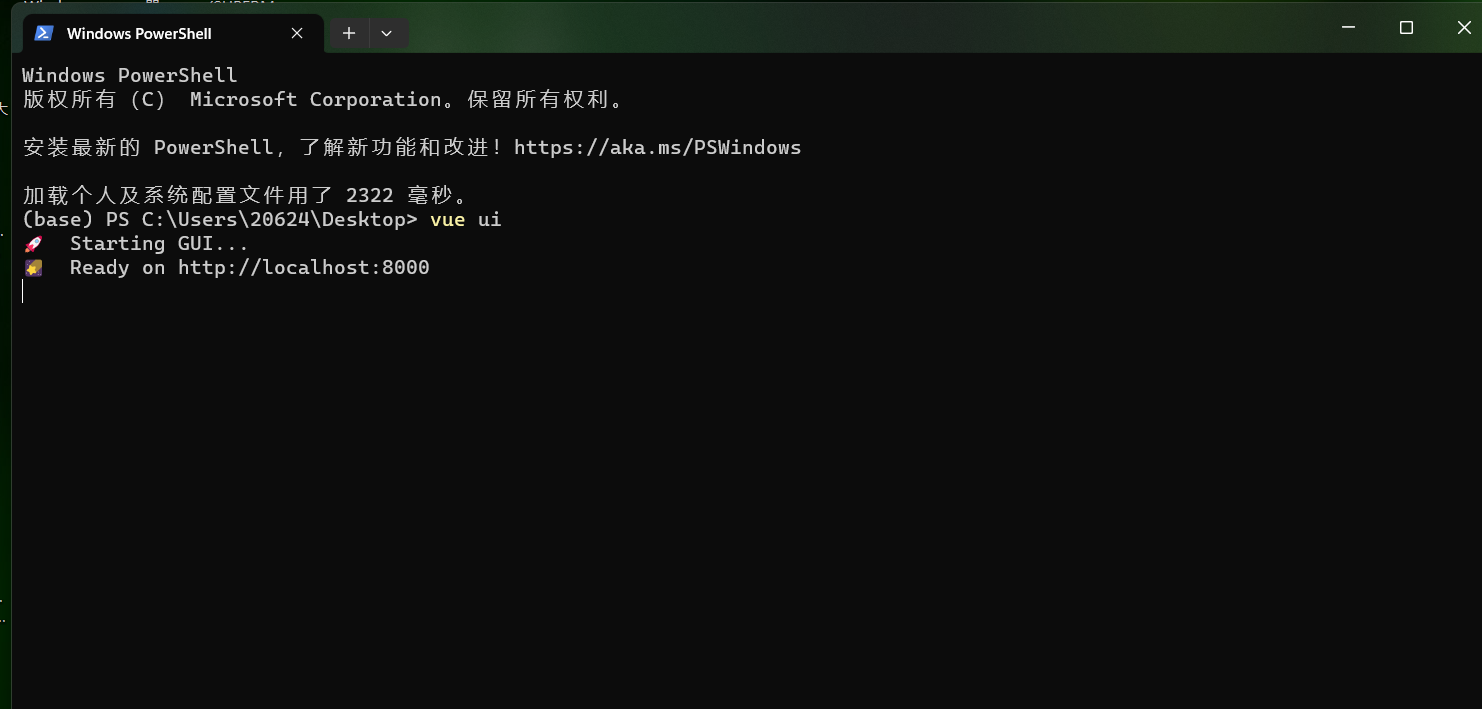 Windows PowerShell
Windows PowerShell
版权所有 (C)  Microsoft Corporation。保留所有权利。
安装最新的 PowerShell，了解新功能和改进！https://aka.ms/PSWindows
加载个人及系统配置文件用了 2322 毫秒。
(base) PS C:\Users\20624\Desktop> vue ui
🚀  Starting GUI...
🌠  Ready on http://localhost:8000